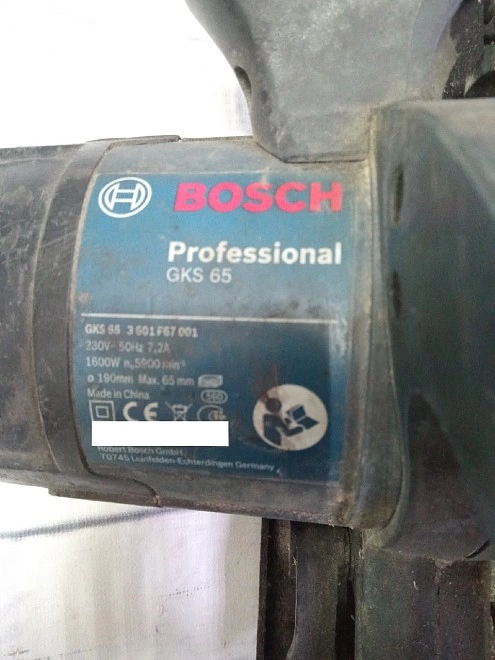 BOSCH
Professional
GKS 65
GKS 65 3 601 F67 001
230V~ 50Hz 7,2A
1600W n₀5900 min⁻¹
ø 190mm Max. 65 mm
Made in China
CE
Robert Bosch GmbH
70745 Leinfelden-Echterdingen Germany